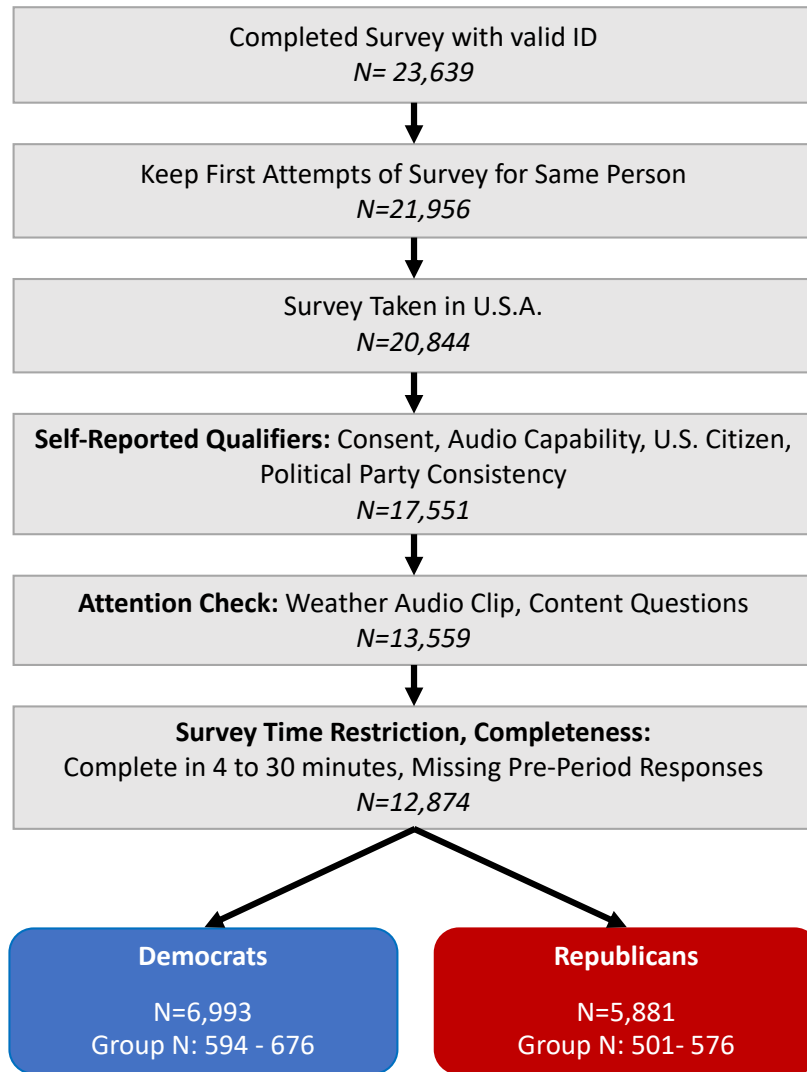 Completed Survey with valid ID
N= 23,639
Keep First Attempts of Survey for Same Person
N=21,956
Survey Taken in U.S.A.
N=20,844
Self-Reported Qualifiers: Consent, Audio Capability, U.S. Citizen,
Political Party Consistency
N=17,551
Attention Check: Weather Audio Clip, Content Questions
N=13,559
Survey Time Restriction, Completeness:
Complete in 4 to 30 minutes, Missing Pre-Period Responses
N=12,874
Democrats
N=6,993
Group N: 594 - 676
Republicans
N=5,881
Group N: 501- 576